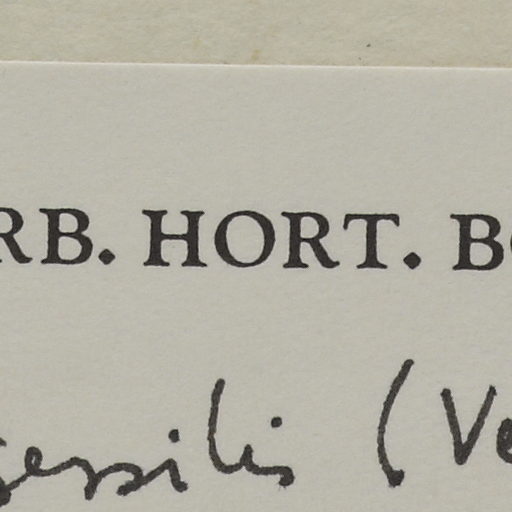 RB. HORT. B
sessilis (Ve